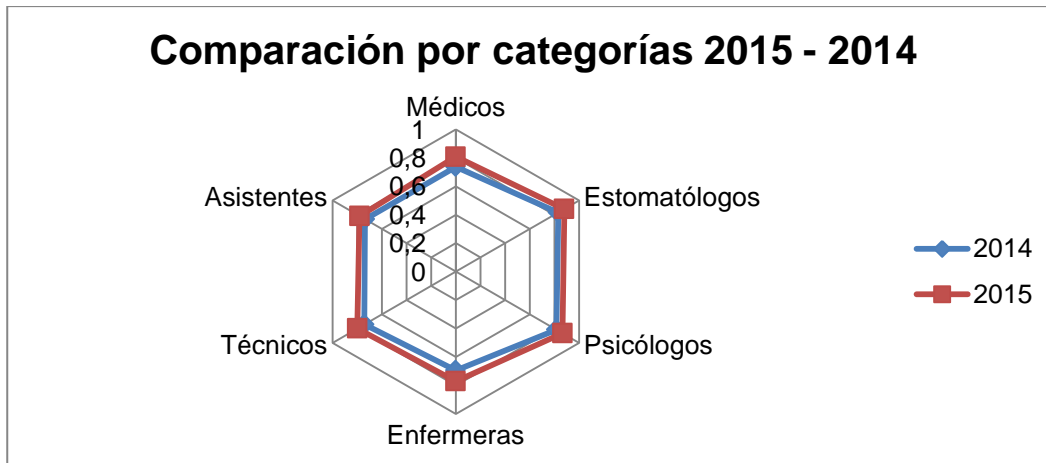 Comparación por categorías 2015 - 2014
Médicos
1
0,8
0,6
0,4
0,2
0
Asistentes
Estomatólogos
Técnicos
Psicólogos
Enfermeras
2014
2015